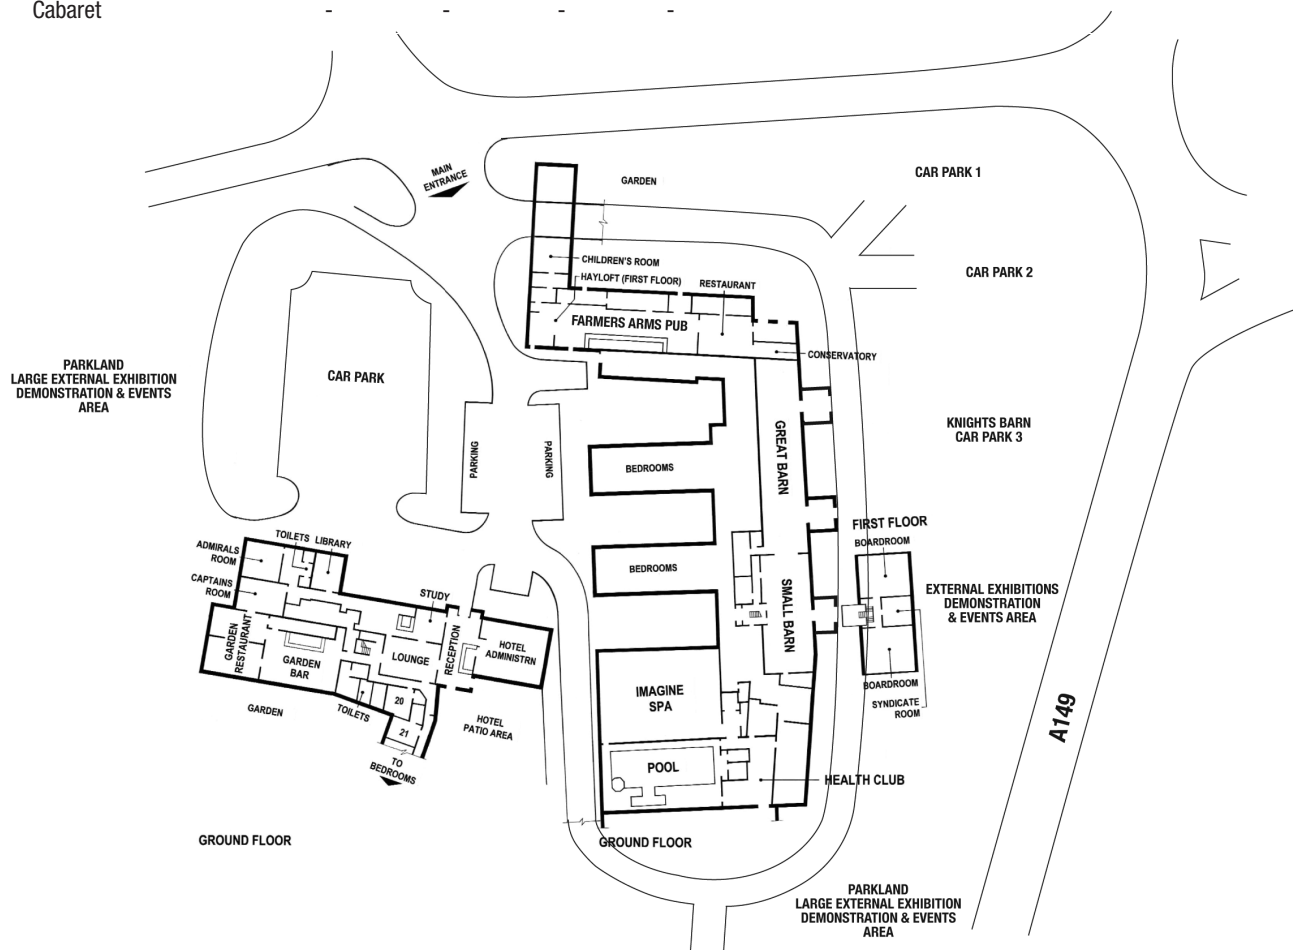 Cabaret - - - -
MAIN
ENTRANCE
GARDEN
CAR PARK 1
CHILDREN'S ROOM
HAYLOFT (FIRST FLOOR)
RESTAURANT
CAR PARK 2
FARMERS ARMS PUB
CONSERVATORY
PARKLAND
LARGE EXTERNAL EXHIBITION
DEMONSTRATION & EVENTS
AREA
CAR PARK
KNIGHTS BARN
CAR PARK 3
PARKING
PARKING
BEDROOMS
GREAT BARN
FIRST FLOOR
BOARDROOM
TOILETS
LIBRARY
ADMIRALS
ROOM
CAPTAINS
ROOM
STUDY
BEDROOMS
SMALL BARN
EXTERNAL EXHIBITIONS
DEMONSTRATION
& EVENTS AREA
GARDEN
RESTAURANT
GARDEN
BAR
LOUNGE
RECEPTION
HOTEL
ADMINISTRN
BOARDROOM
SYNDICATE
ROOM
IMAGINE
SPA
20
21
TOILETS
GARDEN
HOTEL
PATIO AREA
A149
TO
BEDROOMS
POOL
HEALTH CLUB
GROUND FLOOR
GROUND FLOOR
PARKLAND
LARGE EXTERNAL EXHIBITION
DEMONSTRATION & EVENTS
AREA